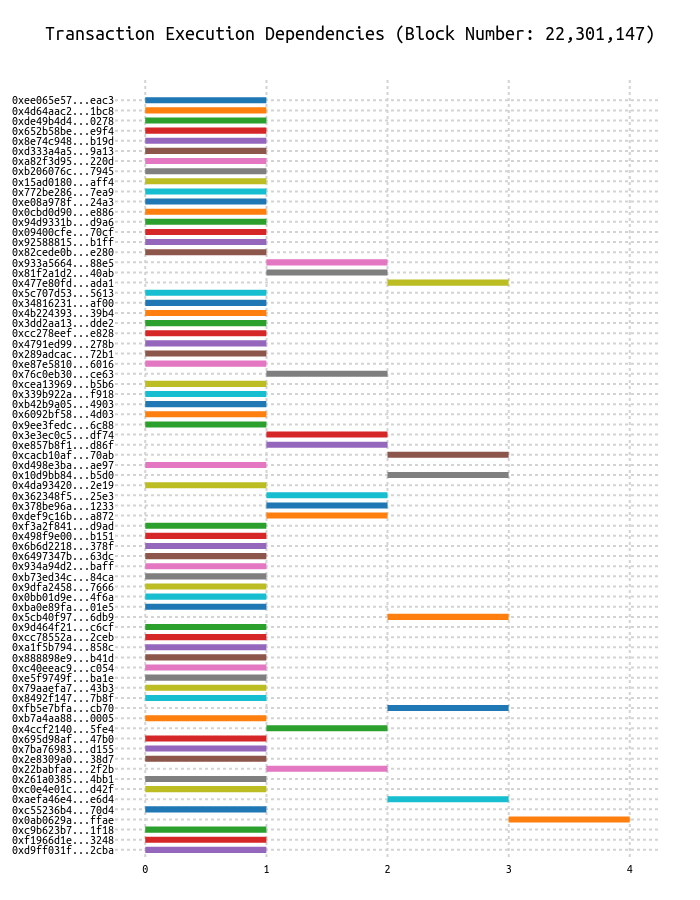 Transaction Execution Dependencies (Block Number: 22,301,147)
0xee065e57...eac3
0x4d64aac2...1bc8
0xde49b4d4...0278
0x652b58be...e9f4
0x8e74c948...b19d
0xd333a4a5...9a13
0xa82f3d95...220d
0xb206076c...7945
0x15ad0180...aff4
0x772be286...7ea9
0xe08a978f...24a3
0x0cbd0d90...e886
0x94d9331b...d9a6
0x09400cfe...70cf
0x92588815...b1ff
0x82cede0b...e280
0x933a5664...88e5
0x81f2a1d2...40ab
0x477e80fd...ada1
0x5c707d53...5613
0x34816231...af00
0x4b224393...39b4
0x3dd2aa13...dde2
0xcc278eef...e828
0x4791ed99...278b
0x289adcac...72b1
0xe87e5810...6016
0x76c0eb30...ce63
0xcea13969...b5b6
0x339b922a...f918
0xb42b9a05...4903
0x6092bf58...4d03
0x9ee3fedc...6c88
0x3e3ec0c5...df74
0xe857b8f1...d86f
0xcacb10af...70ab
0xd498e3ba...ae97
0x10d9bb84...b5d0
0x4da93420...2e19
0x362348f5...25e3
0x378be96a...1233
0xdef9c16b...a872
0xf3a2f841...d9ad
0x498f9e00...b151
0x6b6d2218...378f
0x6497347b...63dc
0x934a94d2...baff
0xb73ed34c...84ca
0x9dfa2458...7666
0x0bb01d9e...4f6a
0xba0e89fa...01e5
0x5cb40f97...6db9
0x9d464f21...c6cf
0xcc78552a...2ceb
0xa1f5b794...858c
0x888898e9...b41d
0xc40eeac9...c054
0xe5f9749f...ba1e
0x79aaefa7...43b3
0x8492f147...7b8f
0xfb5e7bfa...cb70
0xb7a4aa88...0005
0x4ccf2140...5fe4
0x695d98af...47b0
0x7ba76983...d155
0x2e8309a0...38d7
0x22babfaa...2f2b
0x261a0385...4bb1
0xc0e4e01c...d42f
0xaefa46e4...e6d4
0xc55236b4...70d4
0x0ab0629a...ffae
0xc9b623b7...1f18
0xf1966d1e...3248
0xd9ff031f...2cba
0 1 2 3 4